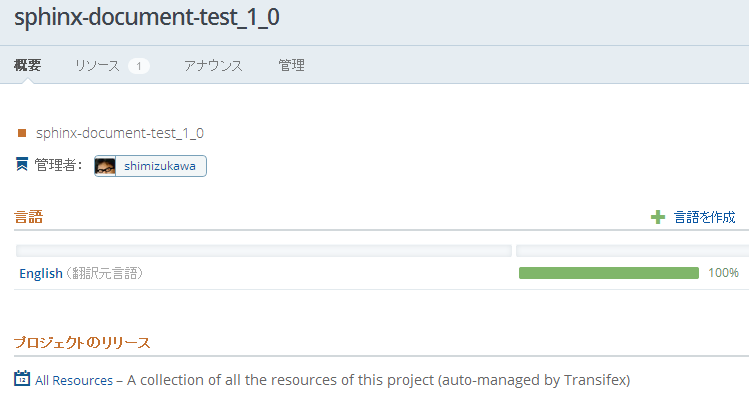 sphinx-document-test_1_0
概要 リソース 1 アナウンス 管理
sphinx-document-test_1_0
管理者： shimizukawa
言語 言語を作成
English （翻訳元言語） 100%
プロジェクトのリリース
12 All Resources – A collection of all the resources of this project (auto-managed by Transifex)